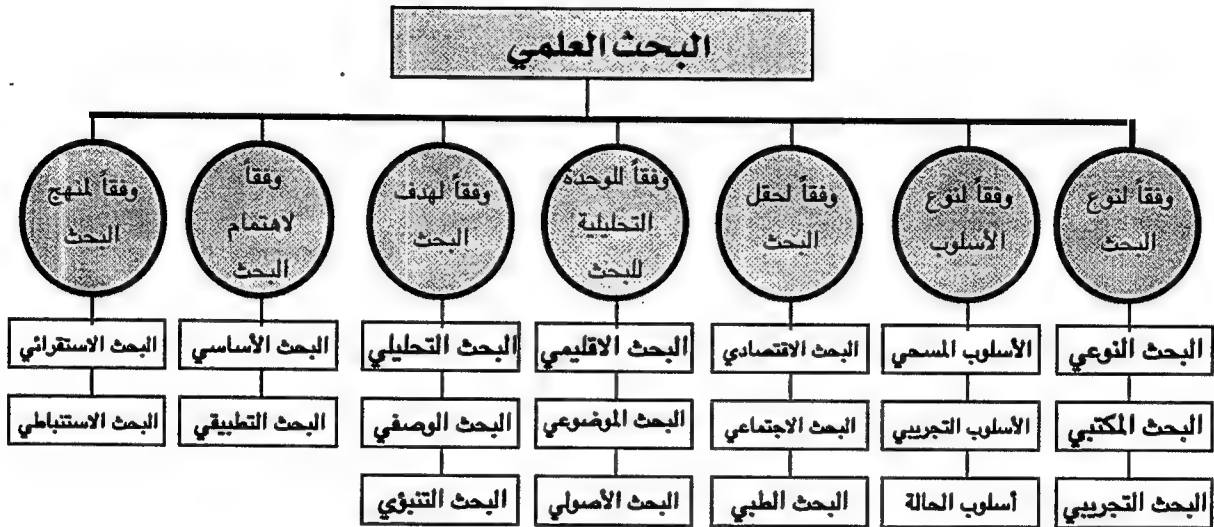 البحث العلمي
وفقاً لنوع
البحث
وفقاً لنوع
الأسلوب
وفقاً لحقل
البحث
وفقاً للوحدة
التحليلية
للبحث
وفقاً لهدف
البحث
وفقاً
لاهتمام
البحث
وفقاً لمنهج
البحث
البحث النوعي
البحث المكتبي
البحث التجريبي
الأسلوب المسحي
الأسلوب التجريبي
أسلوب الحالة
البحث الاقتصادي
البحث الاجتماعي
البحث الطبي
البحث الاقليمي
البحث الموضوعي
البحث الأصولي
البحث التحليلي
البحث الوصفي
البحث التنبؤي
البحث الأساسي
البحث التطبيقي
البحث الاستقرائي
البحث الاستنباطي